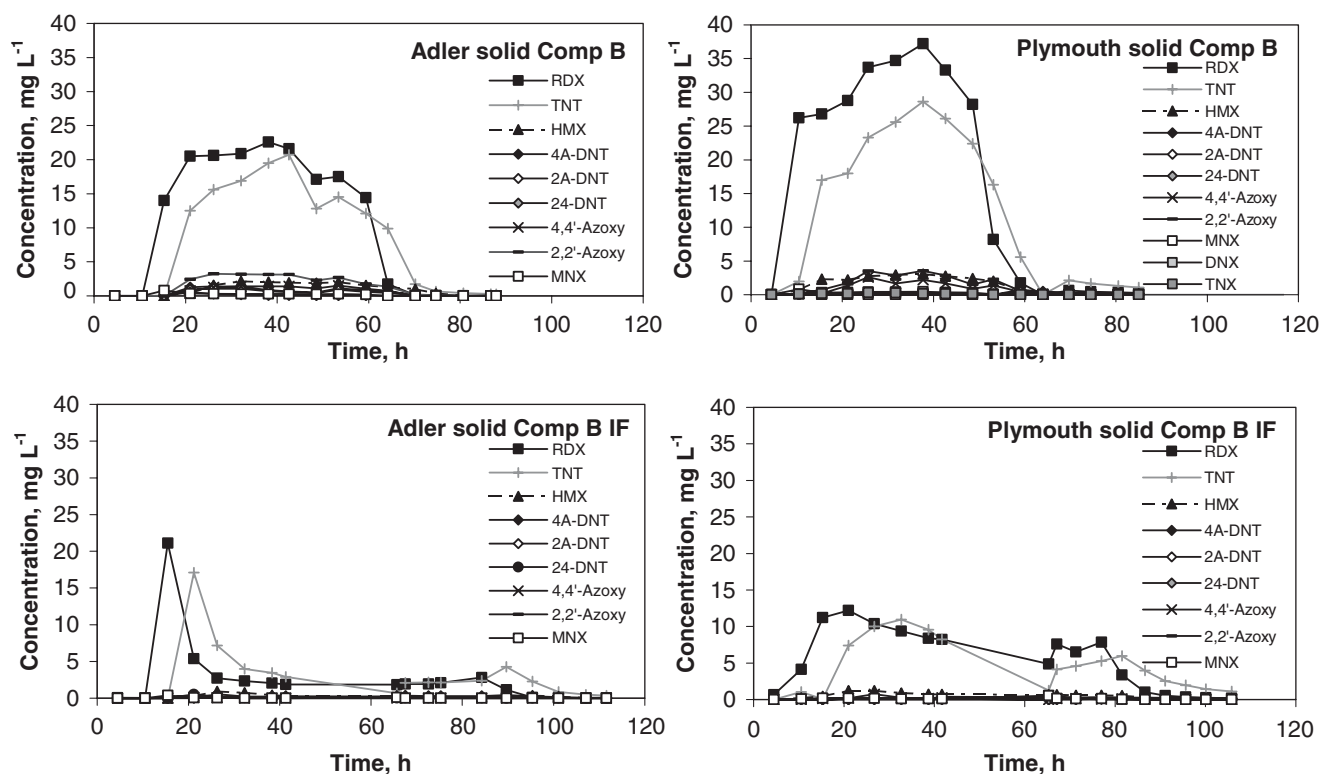 Adler solid Comp B
Concentration, mg L-1
40
35
30
25
20
15
10
5
0
RDX
TNT
HMX
4A-DNT
2A-DNT
24-DNT
4,4'-Azoxy
2,2'-Azoxy
MNX
0 20 40 60 80 100 120
Time, h
Plymouth solid Comp B
Concentration, mg L-1
40
35
30
25
20
15
10
5
0
RDX
TNT
HMX
4A-DNT
2A-DNT
24-DNT
4,4'-Azoxy
2,2'-Azoxy
MNX
DNX
TNX
0 20 40 60 80 100 120
Time, h
Adler solid Comp B IF
Concentration, mg L-1
40
35
30
25
20
15
10
5
0
RDX
TNT
HMX
4A-DNT
2A-DNT
24-DNT
4,4'-Azoxy
2,2'-Azoxy
MNX
0 20 40 60 80 100 120
Time, h
Plymouth solid Comp B IF
Concentration, mg L-1
40
35
30
25
20
15
10
5
0
RDX
TNT
HMX
4A-DNT
2A-DNT
24-DNT
4,4'-Azoxy
2,2'-Azoxy
MNX
0 20 40 60 80 100 120
Time, h